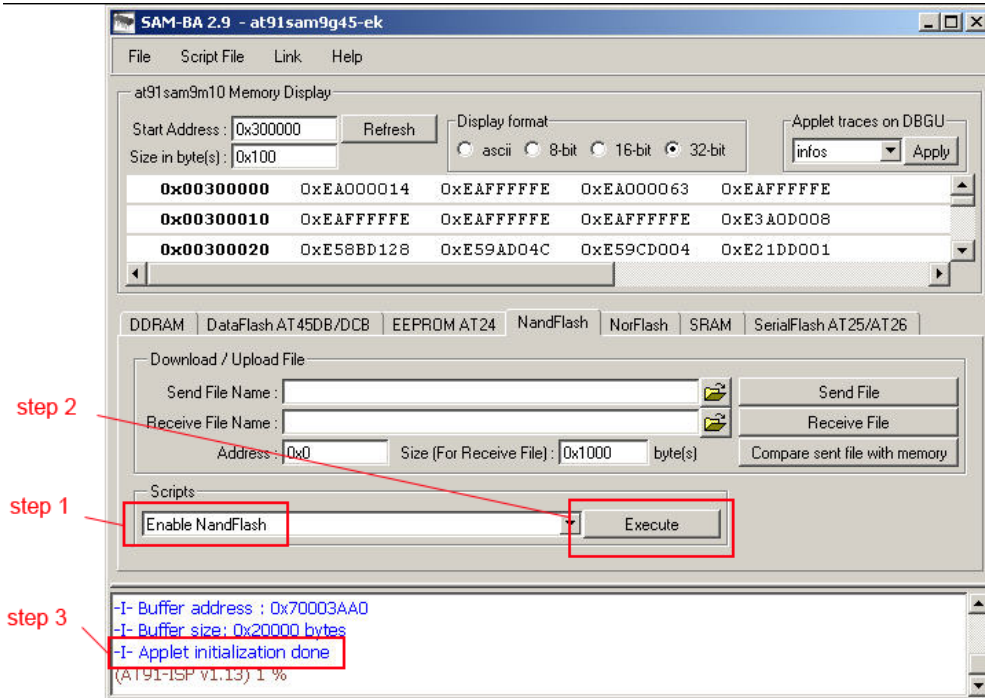 SAM-BA 2.9 - at91sam9g45-ek
File Script File Link Help
at91sam9m10 Memory Display
Start Address : 0x300000 Refresh
Size in byte(s) : 0x100
Display format
ascii 8-bit 16-bit 32-bit
Applet traces on DBGU
infos Apply
0x00300000 0xEA000014 0xEAFFFFFE 0xEA000063 0xEAFFFFFE
0x00300010 0xEAFFFFFE 0xEAFFFFFE 0xEAFFFFFE 0xE3A0D008
0x00300020 0xE58BD128 0xE59AD04C 0xE59CD004 0xE21DD001
DDRAM DataFlash AT45DB/DCB EEPROM AT24 NandFlash NorFlash SRAM SerialFlash AT25/AT26
Download / Upload File
Send File Name : Send File
Receive File Name : Receive File
Address : 0x0 Size (For Receive File) : 0x1000 byte(s) Compare sent file with memory
step 2
step 1
Scripts
Enable NandFlash Execute
step 3
-I- Buffer address : 0x70003AA0
-I- Buffer size: 0x20000 bytes
-I- Applet initialization done
(AT91-ISP v1.13) 1 %